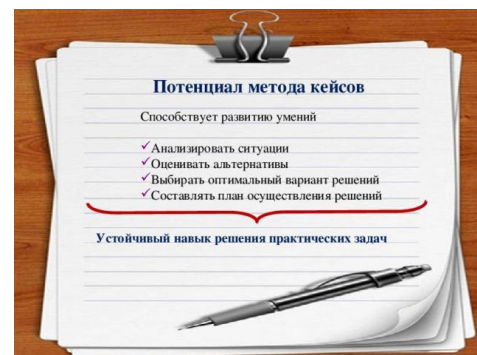 Потенциал метода кейсов
Способствует развитию умений
Анализировать ситуации
Оценивать альтернативы
Выбирать оптимальный вариант решений
Составлять план осуществления решений
Устойчивый навык решения практических задач